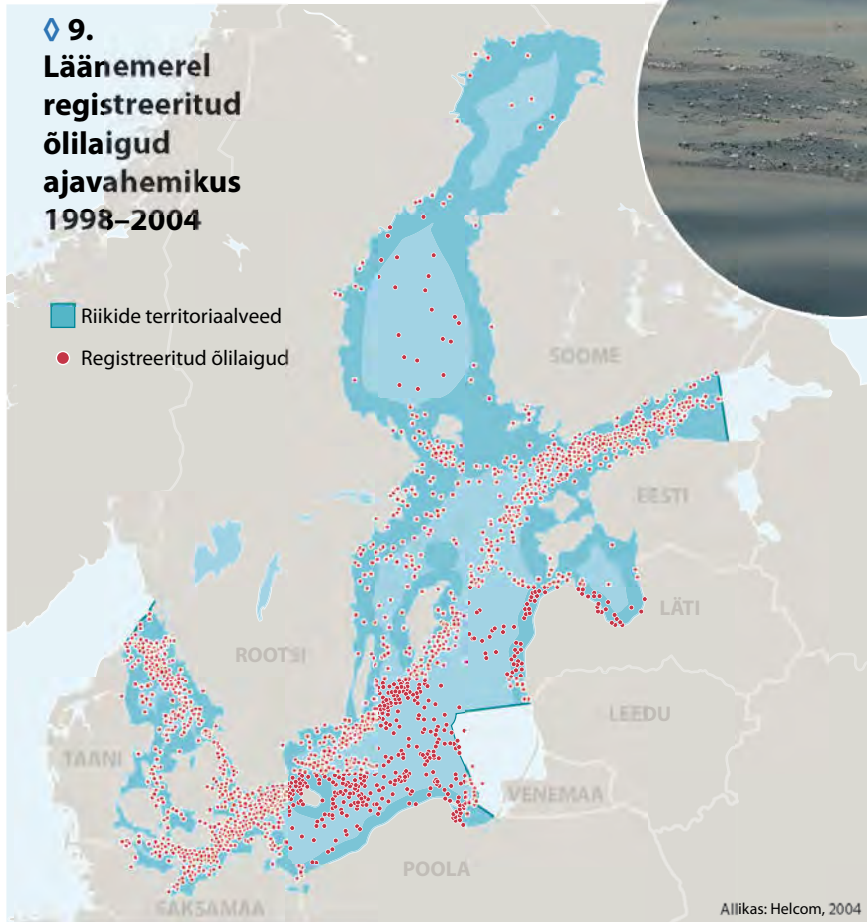 ◊ 9.
Läänemerel
registreeritud
õlilaigud
ajavahemikus
1998–2004
Riikide territoriaalveed
Registreeritud õlilaigud
SOOME
EESTI
LÄTI
ROOTSI
LEEDU
TAANI
VENEMAA
POOLA
SAKSAMAA
Allikas: Helcom, 2004